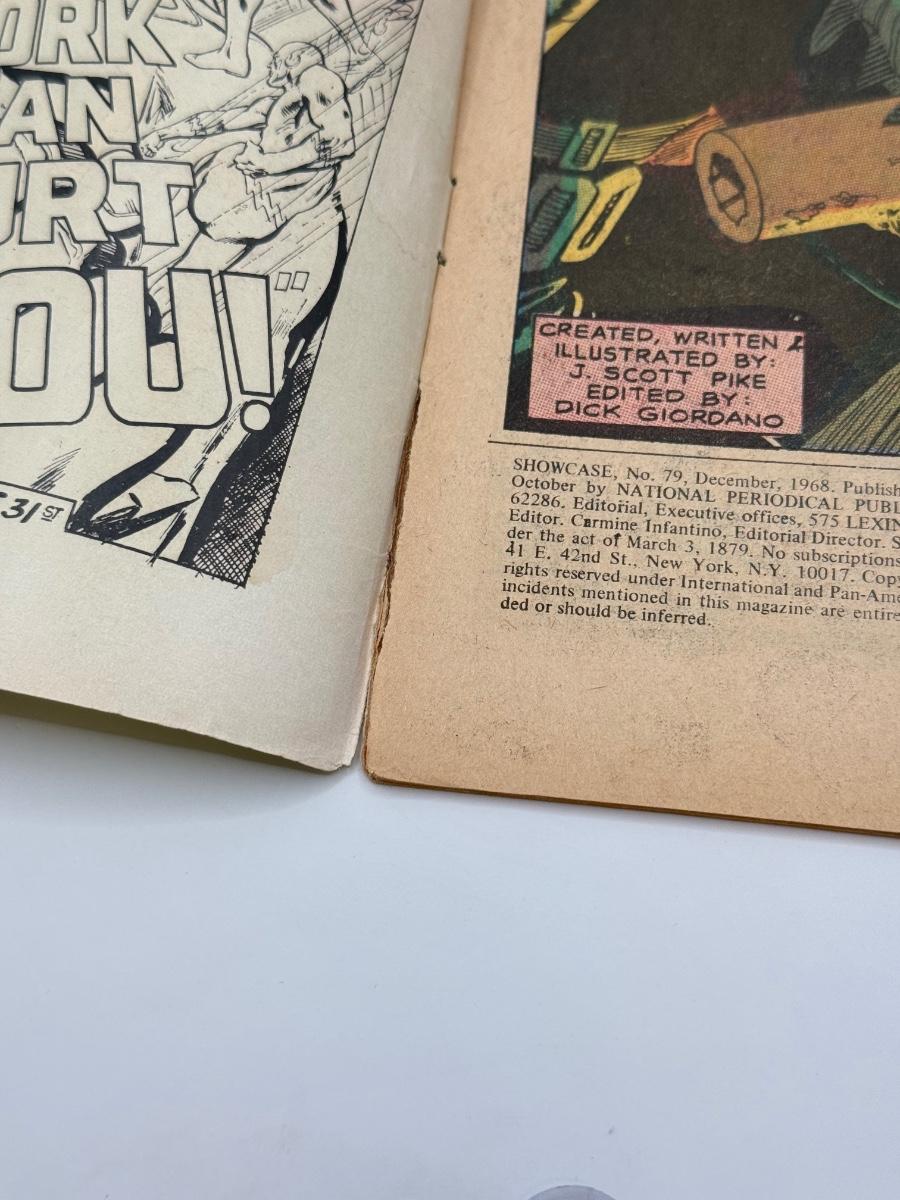 OU!
31ST
CREATED, WRITTEN &
ILLUSTRATED BY:
J. SCOTT PIKE
EDITED BY:
DICK GIORDANO
SHOWCASE, No. 79, December, 1968. Publish
October by NATIONAL PERIODICAL PUBL
62286. Editorial, Executive offices, 575 LEXIN
Editor. Carmine Infantino, Editorial Director. S
der the act of March 3, 1879. No subscriptions
41 E. 42nd St., New York, N.Y. 10017. Copy
rights reserved under International and Pan-Ame
incidents mentioned in this magazine are entire
ded or should be inferred.